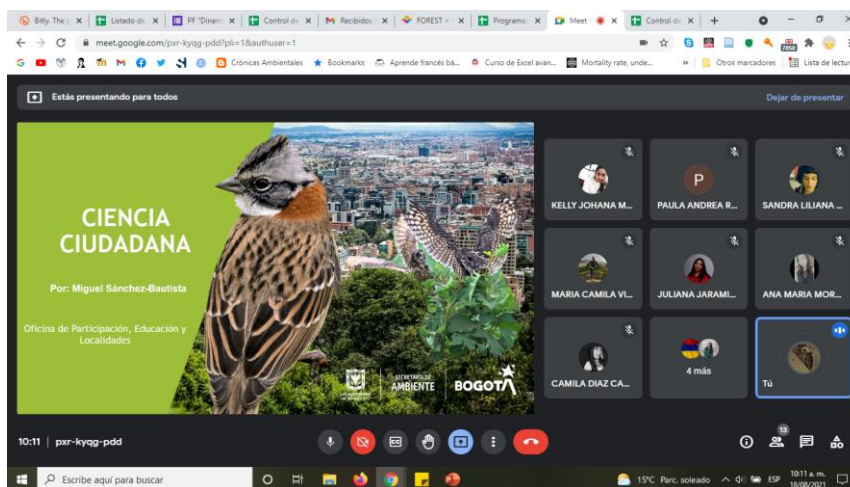 Bitly. The p
Listado de
PF "Dinam
Control de
Recibidos
FOREST
Programac
Meet
Control de
meet.google.com/pxr-kyqg-pdd?pli=1&authuser=1
7050
Crónicas Ambientales
Bookmarks
Aprende francés bá...
Curso de Excel avan...
Mortality rate, unde...
»
Otros marcadores
Lista de lectur
Estás presentando para todos
Dejar de presentar
CIENCIA
CIUDADANA
Por: Miguel Sánchez-Bautista
Oficina de Participación, Educación y
Localidades
SECRETARÍA DE
AMBIENTE
BOGOTÁ
KELLY JOHANA M...
P
PAULA ANDREA R...
SANDRA LILIANA ...
MARIA CAMILA VI...
JULIANA JARAMI...
ANA MARIA MOR...
CAMILA DIAZ CA...
4 más
Tú
10:11 | pxr-kyqg-pdd
13
Escribe aquí para buscar
15°C Parc. soleado
ESP
10:11 a. m.
18/08/2021